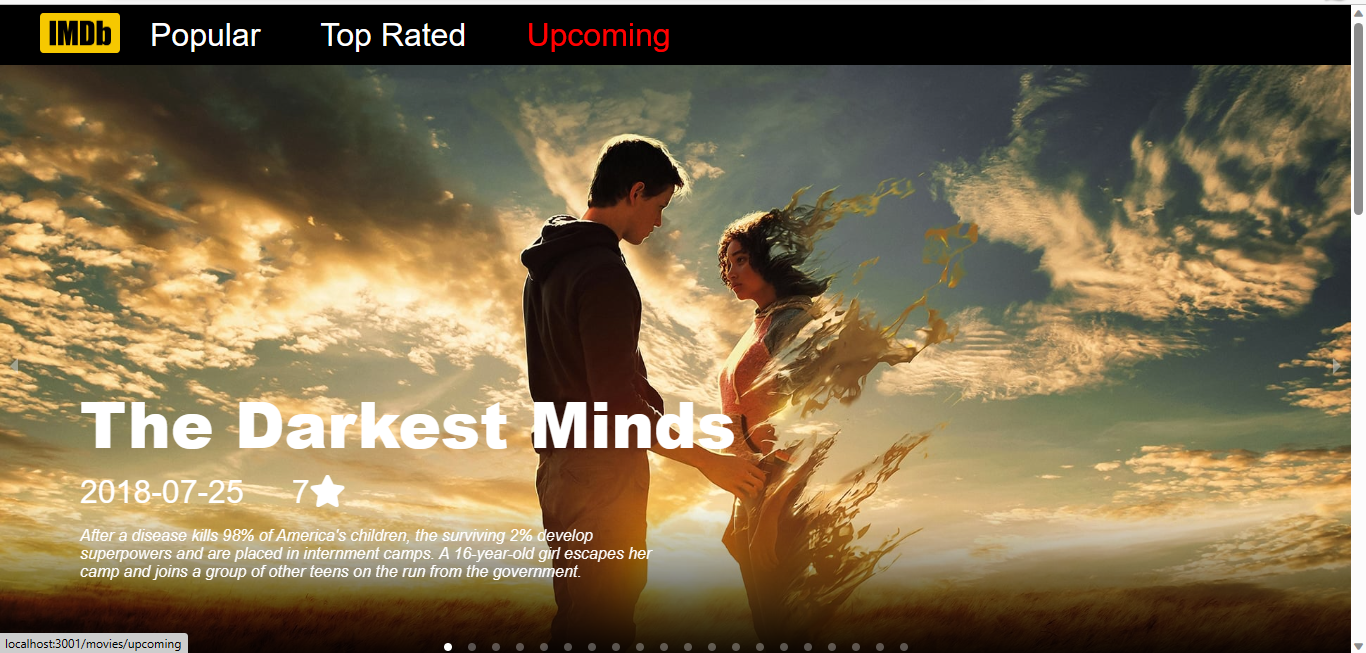 IMDb
Popular
Top Rated
Upcoming
The Darkest Minds
2018-07-25
7
After a disease kills 98% of America's children, the surviving 2% develop
superpowers and are placed in internment camps. A 16-year-old girl escapes her
camp and joins a group of other teens on the run from the government.
localhost:3001/movies/upcoming